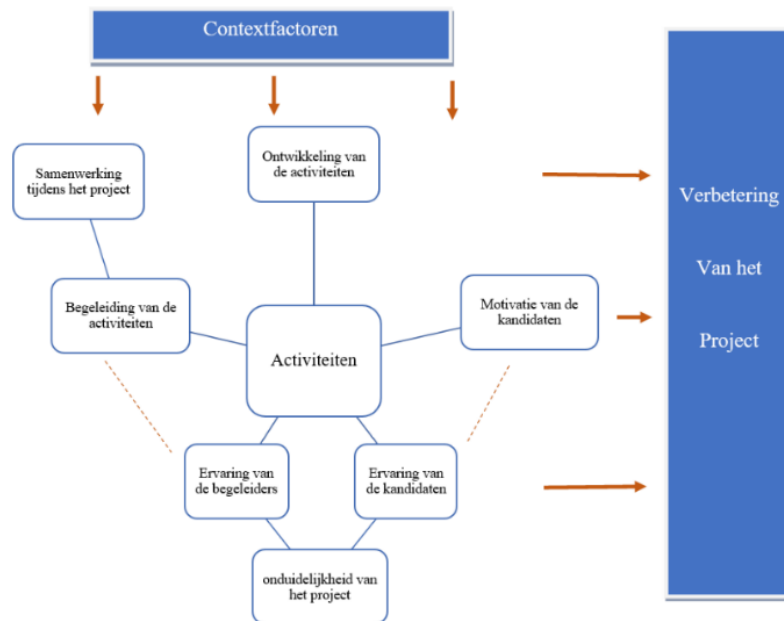 Contextfactoren
Samenwerking
tijdens het project
Ontwikkeling van
de activiteiten
Begeleiding van de
activiteiten
Activiteiten
Motivatie van de
kandidaten
Ervaring van
de begeleiders
Ervaring van
de kandidaten
onduidelijkheid van
het project
Verbetering
Van het
Project